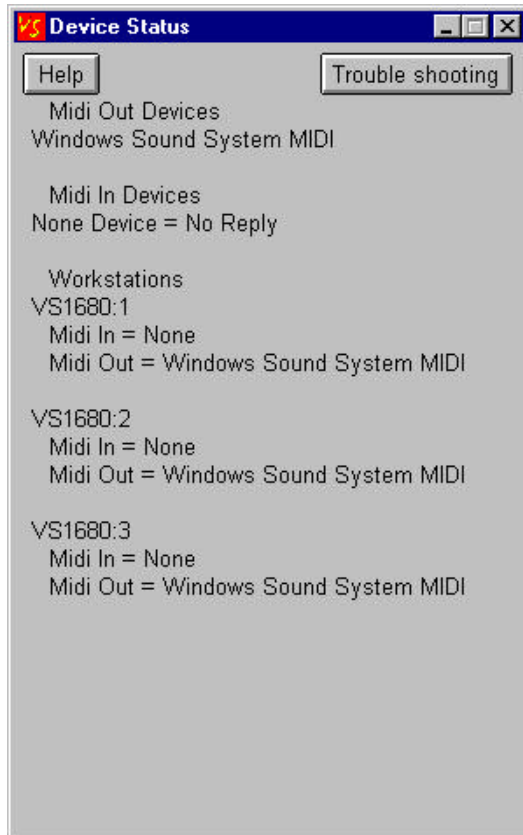 VS Device Status
Help
Trouble shooting
Midi Out Devices
Windows Sound System MIDI
Midi In Devices
None Device = No Reply
Workstations
VS1680:1
Midi In = None
Midi Out = Windows Sound System MIDI
VS1680:2
Midi In = None
Midi Out = Windows Sound System MIDI
VS1680:3
Midi In = None
Midi Out = Windows Sound System MIDI